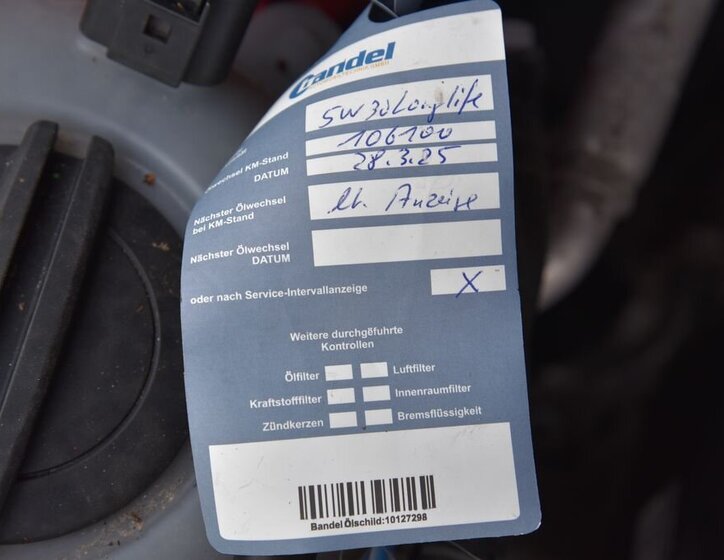 Bandel
5W30 Longlife
Ölwechsel KM-Stand 106100
DATUM 28.3.25
Nächster Ölwechsel
bei KM-Stand lt. Anzeige
Nächster Ölwechsel
DATUM
oder nach Service-Intervallanzeige X
Weitere durchgeführte
Kontrollen
Ölfilter Luftfilter
Kraftstofffilter Innenraumfilter
Zündkerzen Bremsflüssigkeit
Bandel Ölschild:10127298